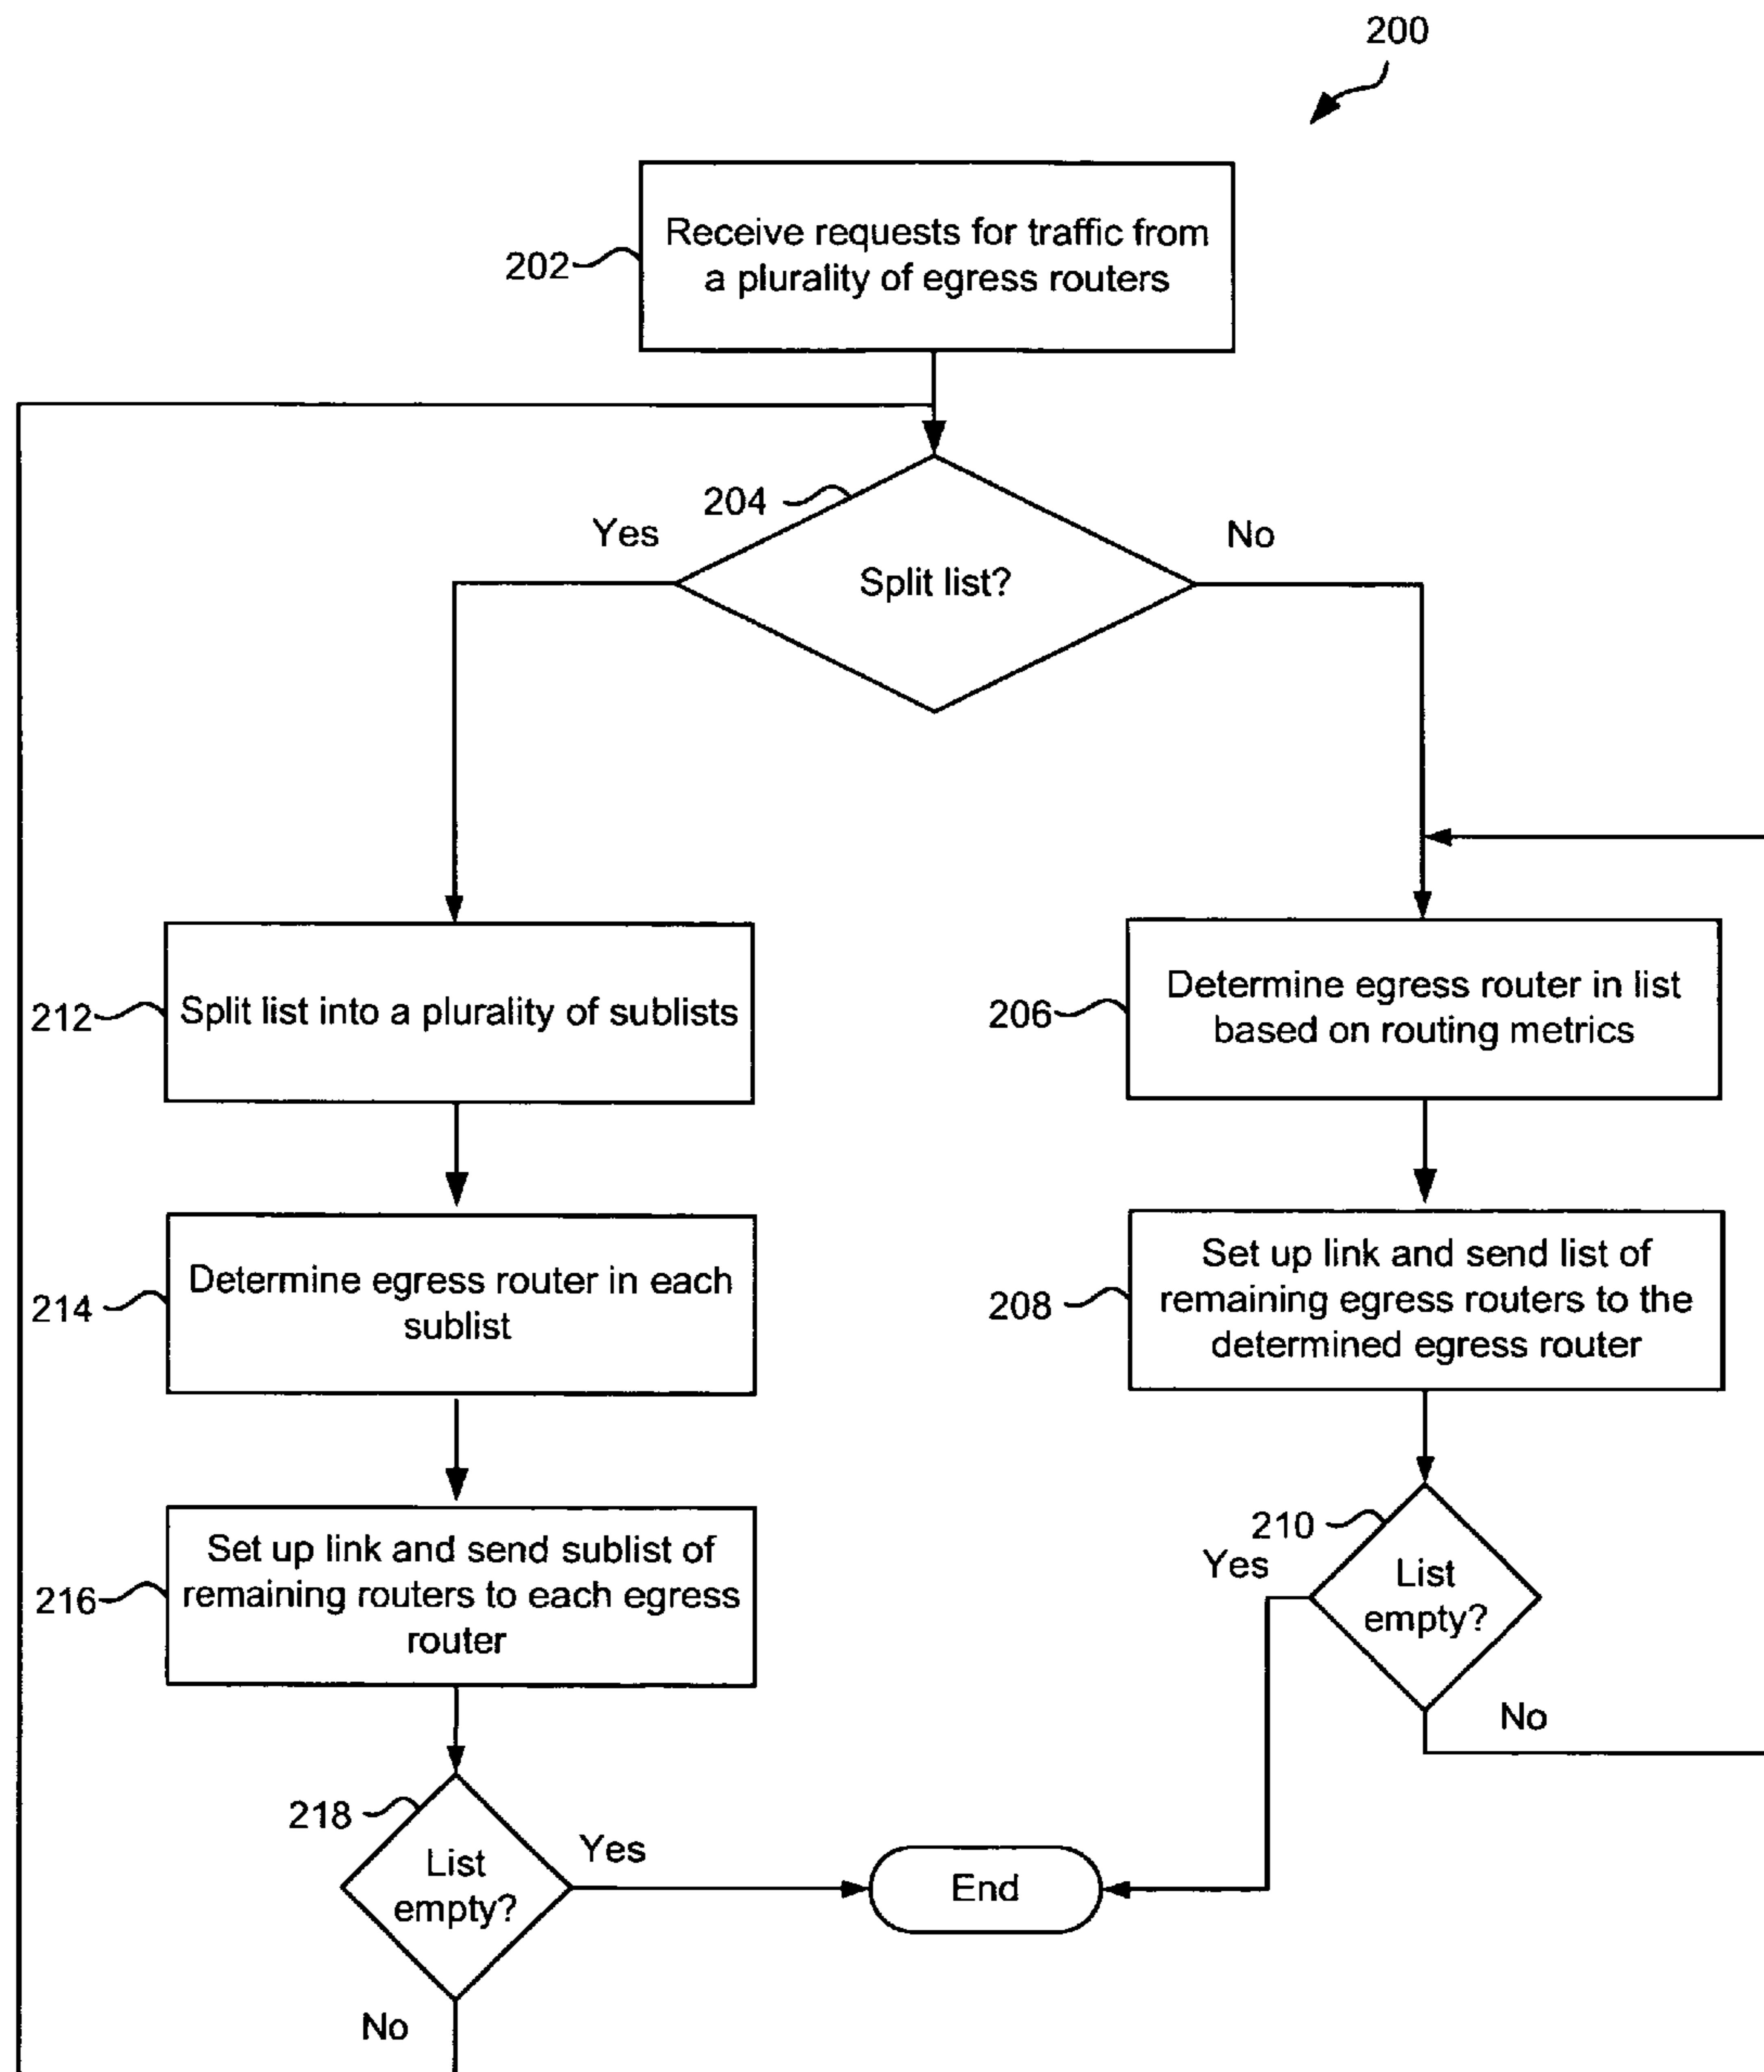 200
Receive requests for traffic from
a plurality of egress routers
202
204
Yes
No
Split list?
212
Split list into a plurality of sublists
206
Determine egress router in list
based on routing metrics
214
Determine egress router in each
sublist
208
Set up link and send list of
remaining egress routers to the
determined egress router
216
Set up link and send sublist of
remaining routers to each egress
router
210
Yes
List
empty?
No
218
List
empty?
Yes
End
No